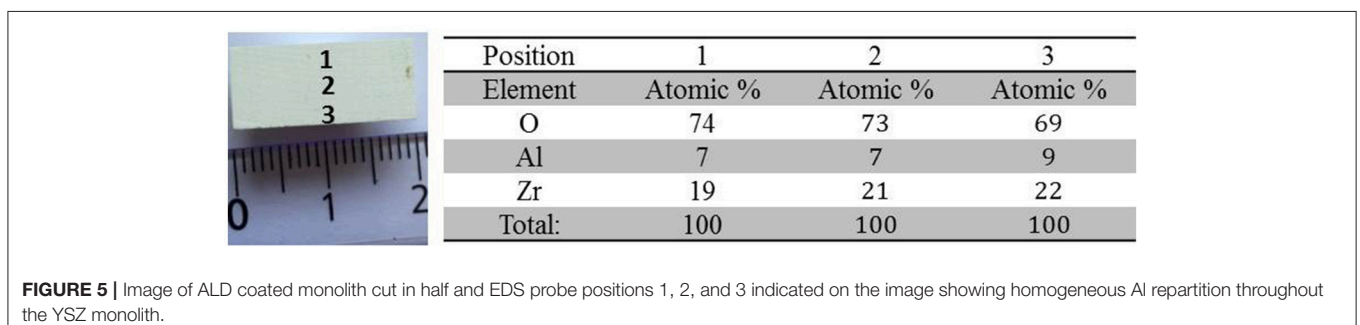 1
2
3
0 1 2
Position 1 2 3
Element Atomic % Atomic % Atomic %
O 74 73 69
Al 7 7 9
Zr 19 21 22
Total: 100 100 100
FIGURE 5 | Image of ALD coated monolith cut in half and EDS probe positions 1, 2, and 3 indicated on the image showing homogeneous Al repartition throughout
the YSZ monolith.